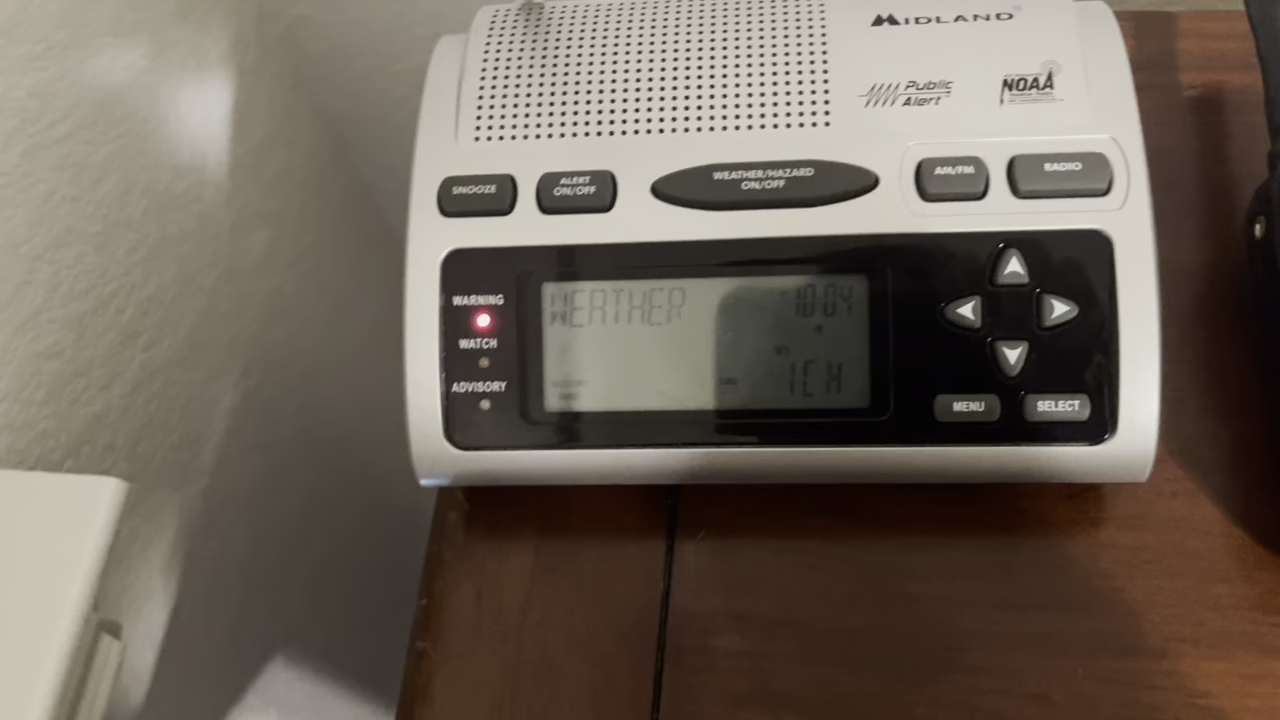 MIDLAND
Public
Alert
NOAA
SNOOZE
ALERT
ON/OFF
WEATHER/HAZARD
ON/OFF
AM/FM
RADIO
WARNING
WATCH
ADVISORY
WEATHER
10:04
1CH
MENU
SELECT